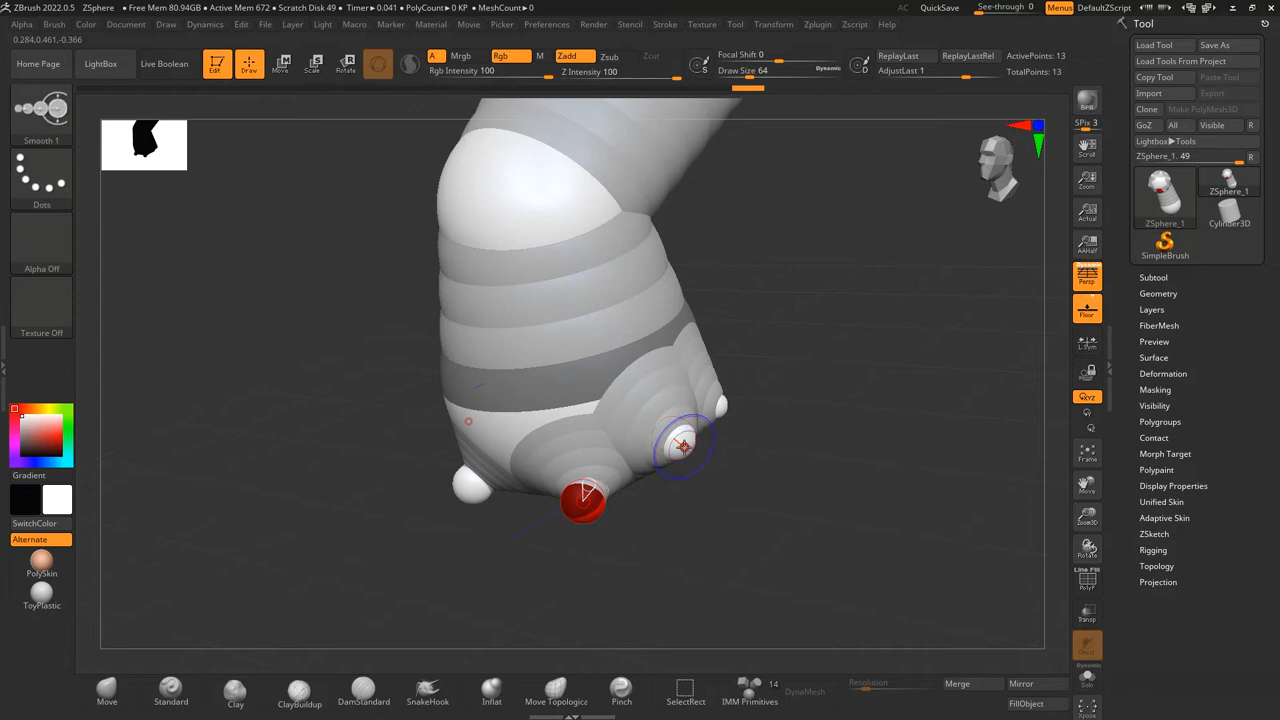 ZBrush 2022.0.5 ZSphere • Free Mem 80.94GB • Active Mem 672 • Scratch Disk 49 • Timer▶0.041 • PolyCount▶0 KP • MeshCount▶0
AC QuickSave See-through 0 Menus DefaultZScript
Alpha Brush Color Document Draw Dynamics Edit File Layer Light Macro Marker Material Movie Picker Preferences Render Stencil Stroke Texture Tool Transform Zplugin Zscript Help
0.284,0.461,-0.366
Home Page LightBox Live Boolean
Edit Draw Move Scale Rotate
A Mrgb Rgb M Zadd Zsub Zcut
Rgb Intensity 100 Z Intensity 100
Focal Shift 0
Draw Size 64 Dynamic
S D
ReplayLast ReplayLastRel
AdjustLast 1
ActivePoints: 13
TotalPoints: 13
Smooth 1
Dots
Alpha Off
Texture Off
Gradient
SwitchColor
Alternate
PolySkin
ToyPlastic
BPR
SPix 3
Scroll
Zoom
Actual
AAHalf
Dynamic
Persp
Floor
L.Sym
XYZ
Frame
Move
Zoom3D
Rotate
Line Fill
PolyF
Transp
Ghost
Dynamic
Solo
Xpose
Tool
Load Tool Save As
Load Tools From Project
Copy Tool Paste Tool
Import Export
Clone Make PolyMesh3D
GoZ All Visible R
Lightbox▶Tools
ZSphere_1. 49 R
ZSphere_1
ZSphere_1
Cylinder3D
SimpleBrush
Subtool
Geometry
Layers
FiberMesh
Preview
Surface
Deformation
Masking
Visibility
Polygroups
Contact
Morph Target
Polypaint
Display Properties
Unified Skin
Adaptive Skin
ZSketch
Rigging
Topology
Projection
Move Standard Clay ClayBuildup DamStandard SnakeHook Inflat Move Topologica Pinch SelectRect IMM Primitives 14
DynaMesh
Resolution
Merge Mirror
FillObject